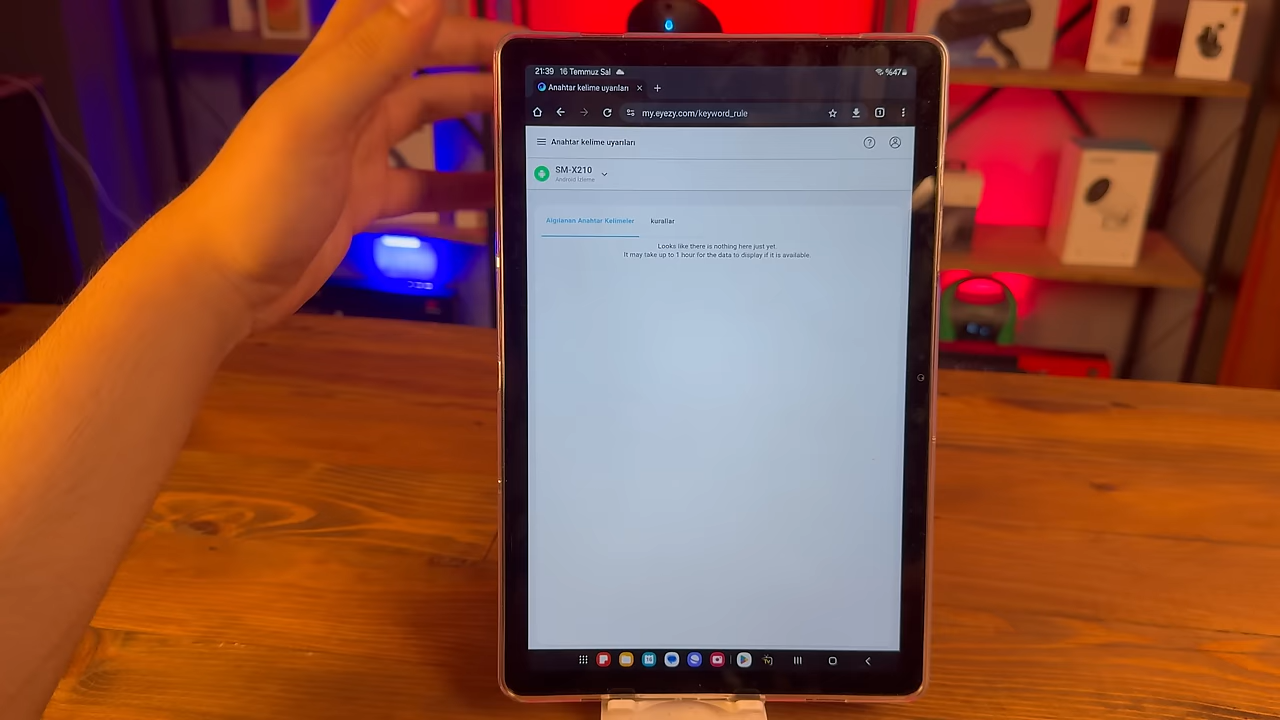 21:39 16 Temmuz Sal %47
Anahtar kelime uyarıları
my.eyezy.com/keyword_rule
Anahtar kelime uyarıları
SM-X210
Android İzleme
Algılanan Anahtar Kelimeler kurallar
Looks like there is nothing here just yet.
It may take up to 1 hour for the data to display if it is available.